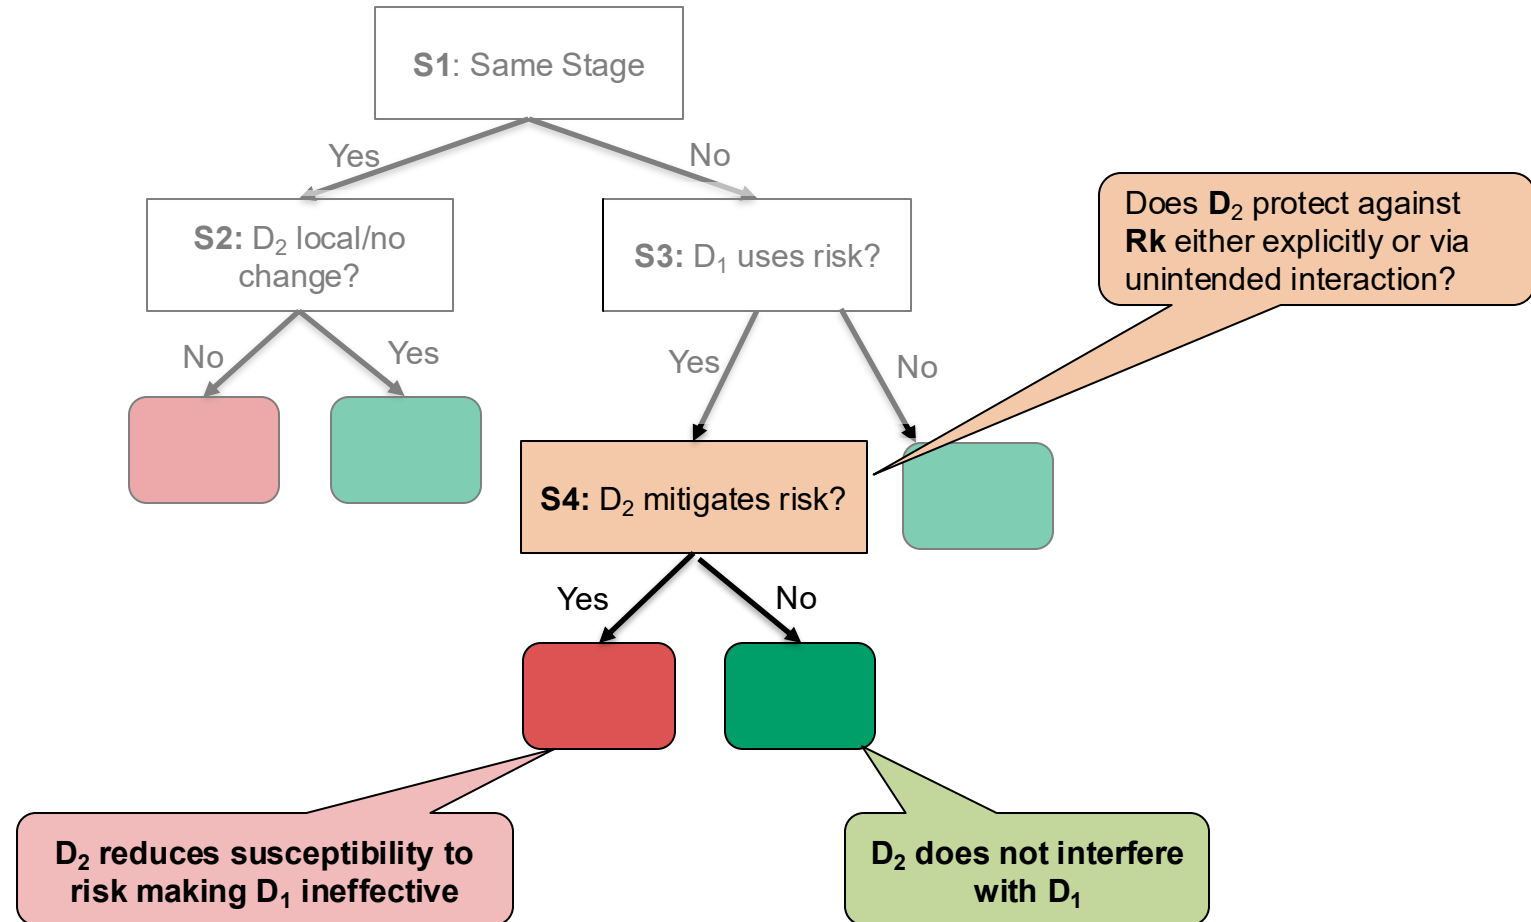 S1: Same Stage
Yes
No
S2: D₂ local/no
change?
S3: D₁ uses risk?
Does D₂ protect against
Rk either explicitly or via
unintended interaction?
No
Yes
Yes
No
S4: D₂ mitigates risk?
Yes
No
D₂ reduces susceptibility to
risk making D₁ ineffective
D₂ does not interfere
with D₁